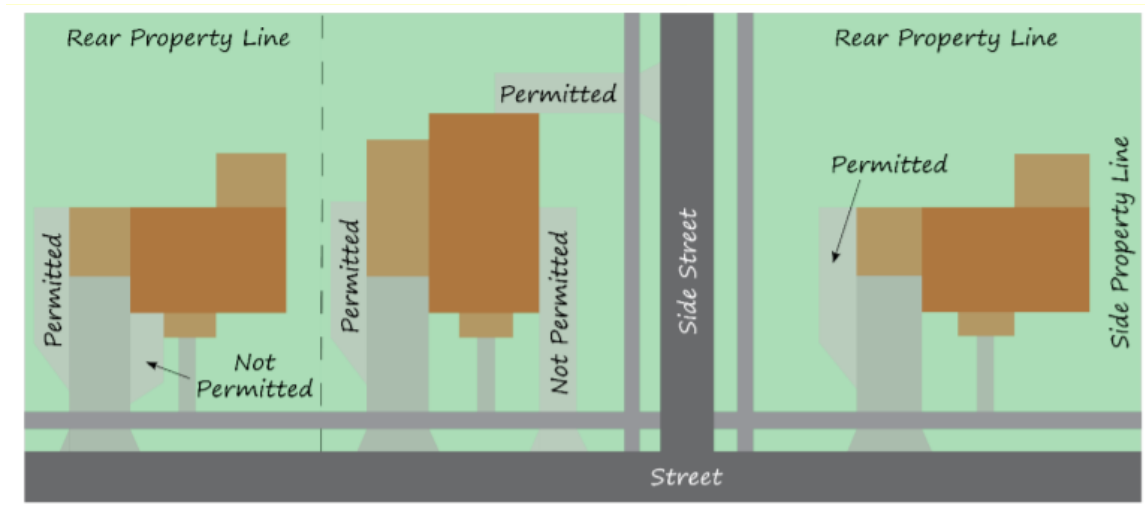 Rear Property Line
Rear Property Line
Permitted
Permitted
Side Property Line
Permitted
Permitted
Side Street
Not Permitted
Not
Permitted
Street